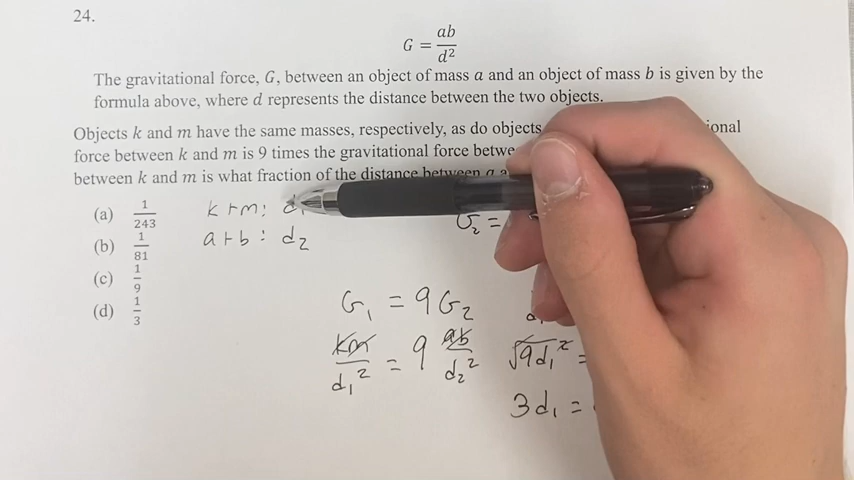 24.
G = ab/d²
The gravitational force, G, between an object of mass a and an object of mass b is given by the
formula above, where d represents the distance between the two objects.
Objects k and m have the same masses, respectively, as do objects
force between k and m is 9 times the gravitational force
between k and m is what fraction of the distance between a
(a) 1/243 k+m: d₁
(b) 1/81 a+b: d₂
(c) 1/9
(d) 1/3
G₂ =
G₁ = 9G₂
km/d₁² = 9 ab/d₂²
√9d₁² =
3d₁ =